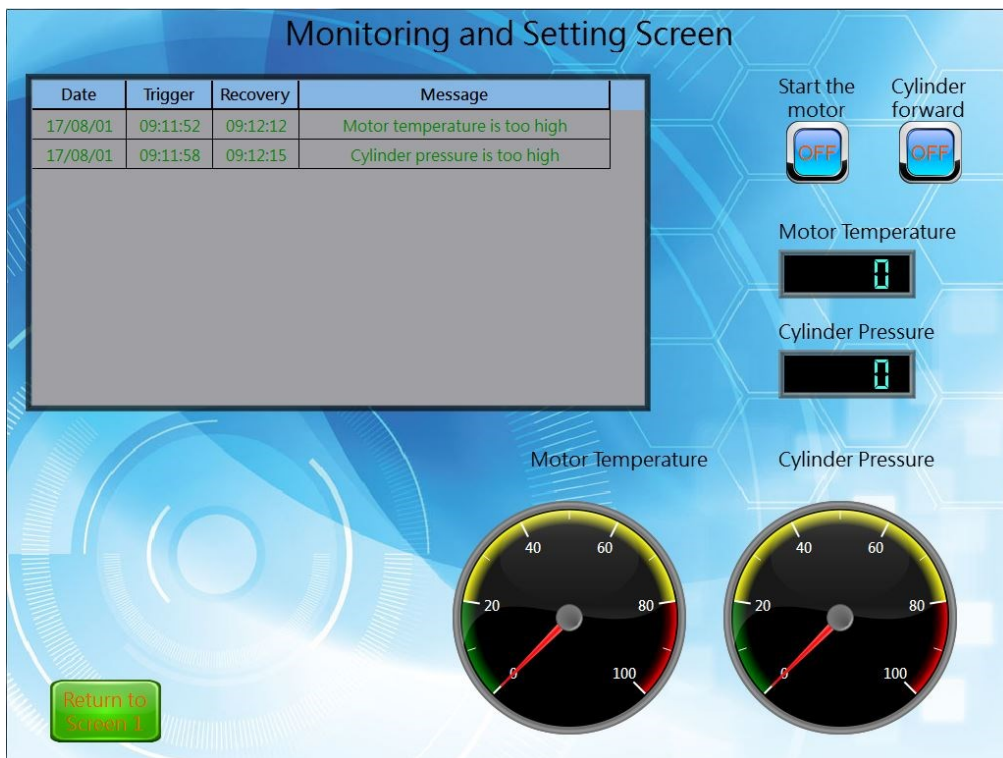 Monitoring and Setting Screen
Date Trigger Recovery Message
17/08/01 09:11:52 09:12:12 Motor temperature is too high
17/08/01 09:11:58 09:12:15 Cylinder pressure is too high
Start the
motor
OFF
Cylinder
forward
OFF
Motor Temperature
0
Cylinder Pressure
0
Motor Temperature
0
20
40
60
80
100
Cylinder Pressure
0
20
40
60
80
100
Return to
Screen 1